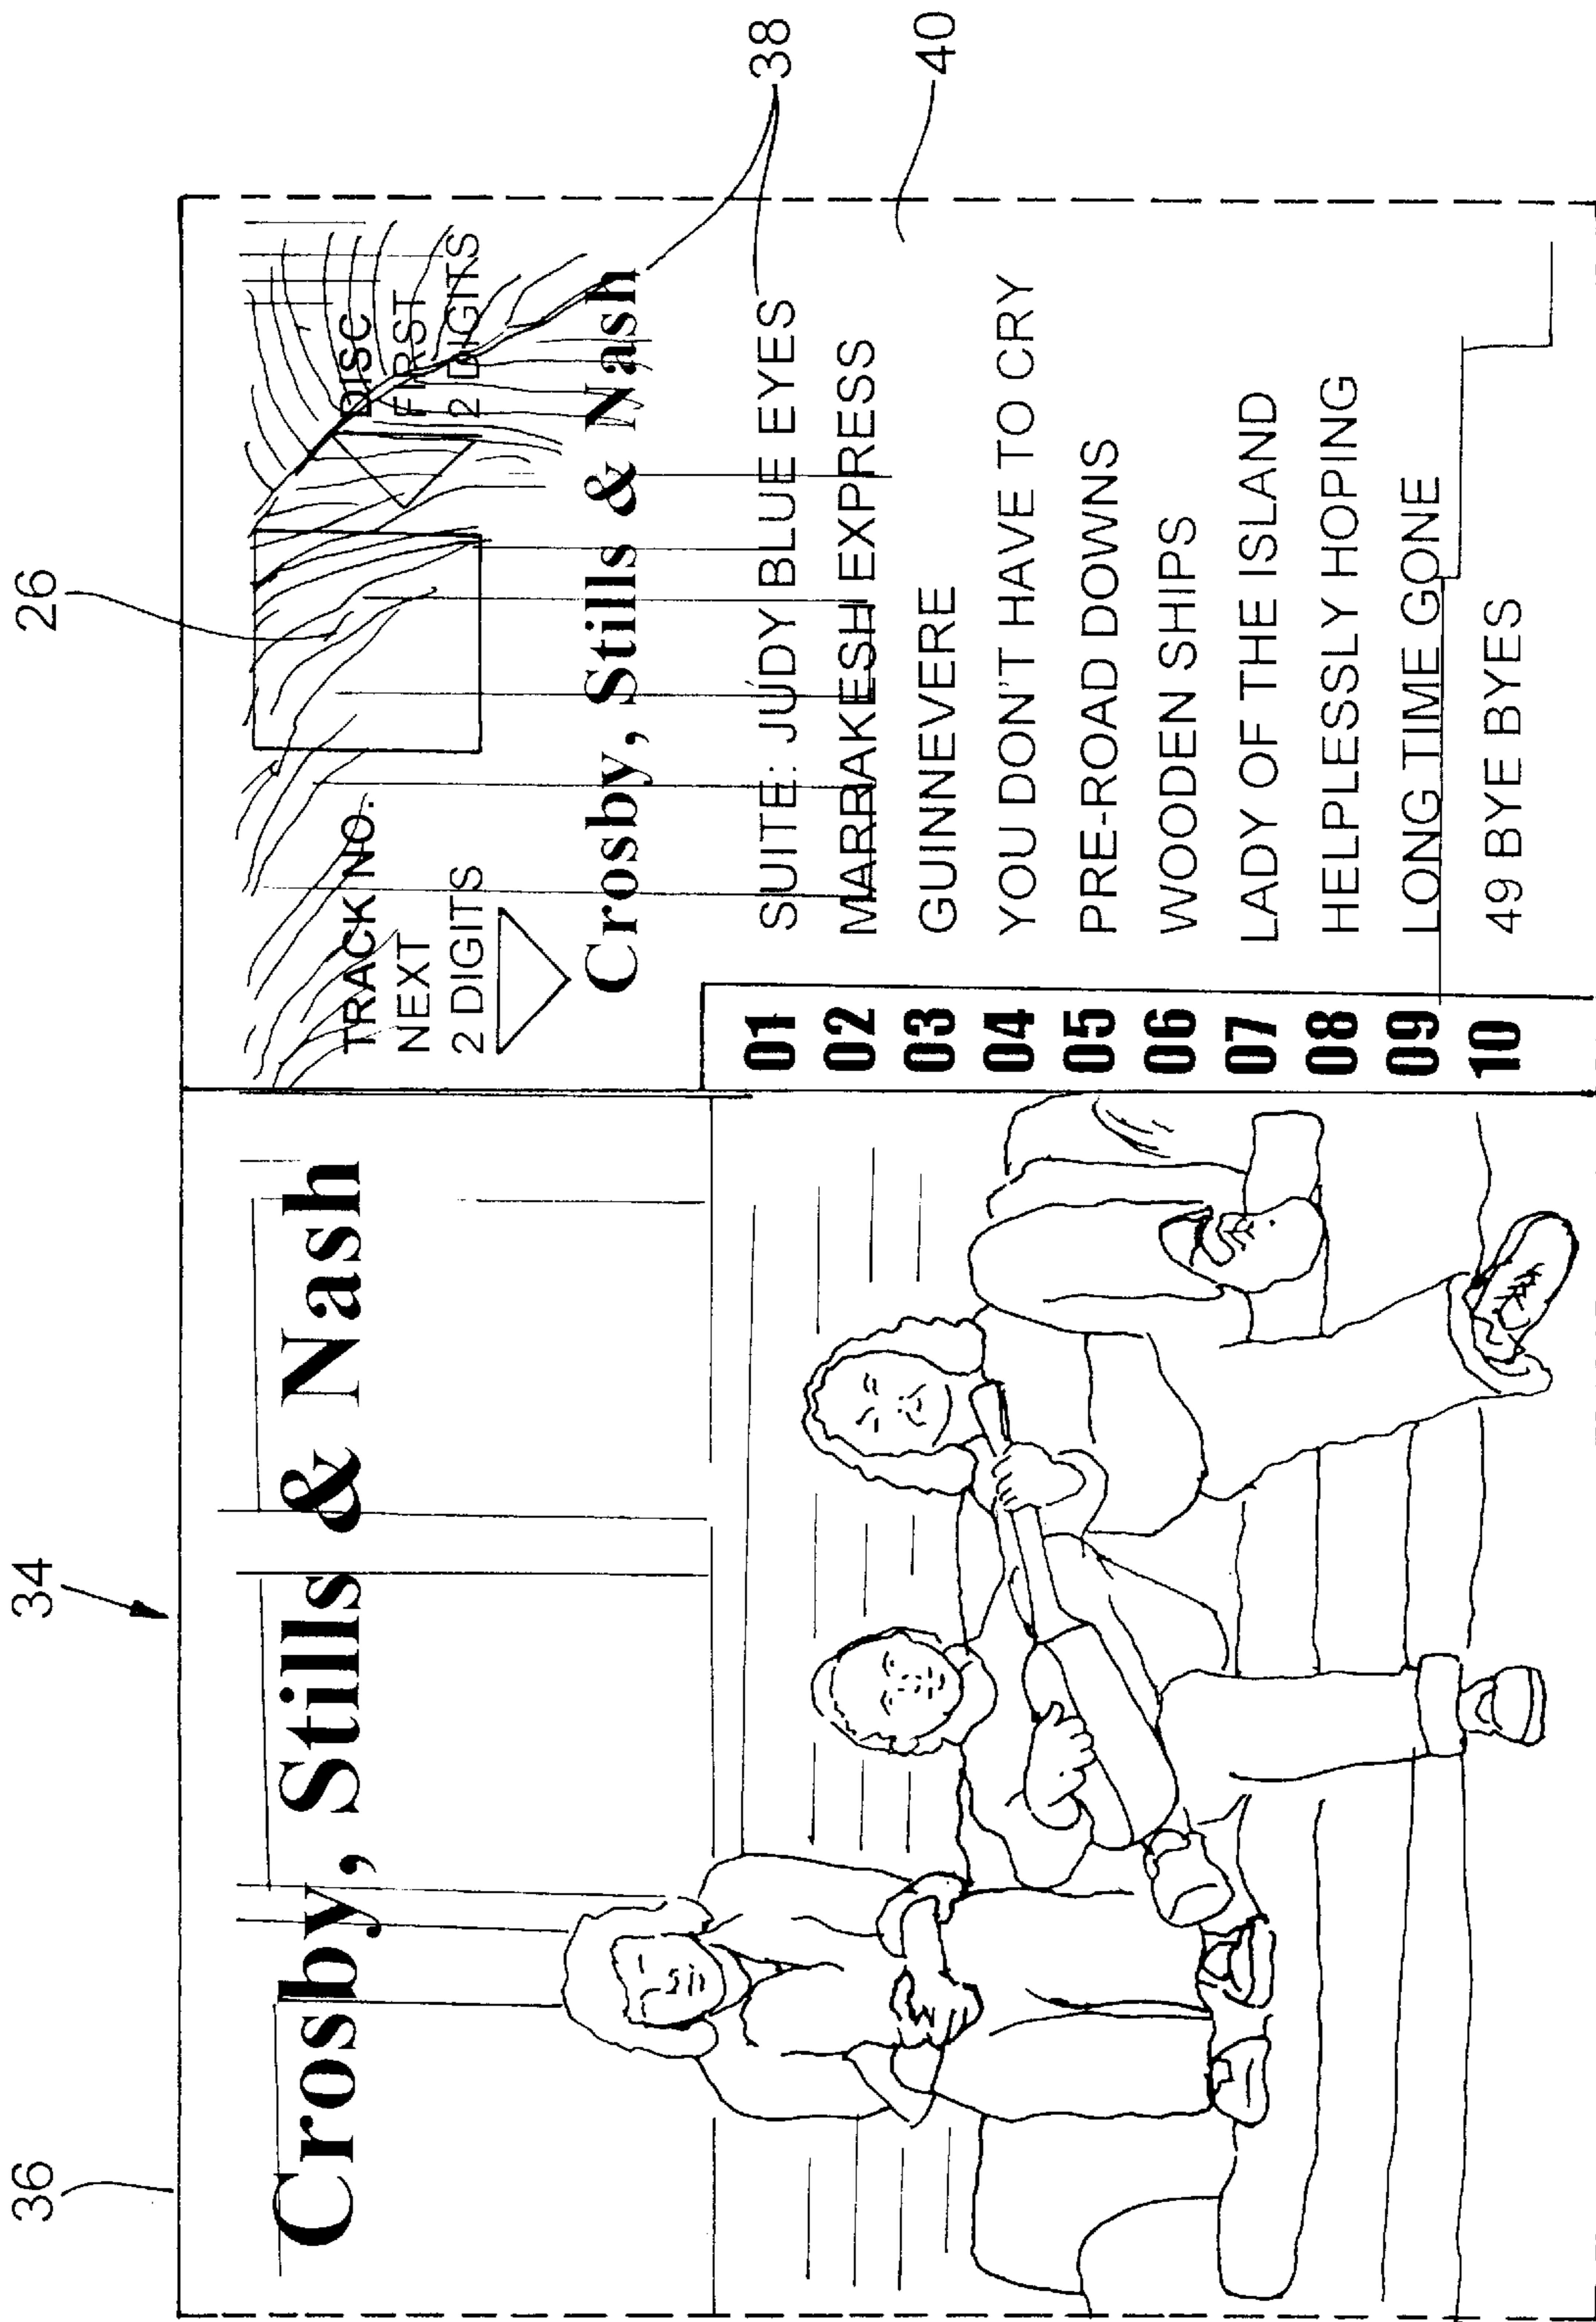 36
34
26
Crosby, Stills & Nash
TRACK NO.
NEXT
2 DIGITS
DISC
FIRST
2 DIGITS
Crosby, Stills & Nash
38
01 SUITE: JUDY BLUE EYES
02 MARRAKESH EXPRESS
40
03 GUINNEVERE
04 YOU DON'T HAVE TO CRY
05 PRE-ROAD DOWNS
06 WOODEN SHIPS
07 LADY OF THE ISLAND
08 HELPLESSLY HOPING
09 LONG TIME GONE
10 49 BYE BYES